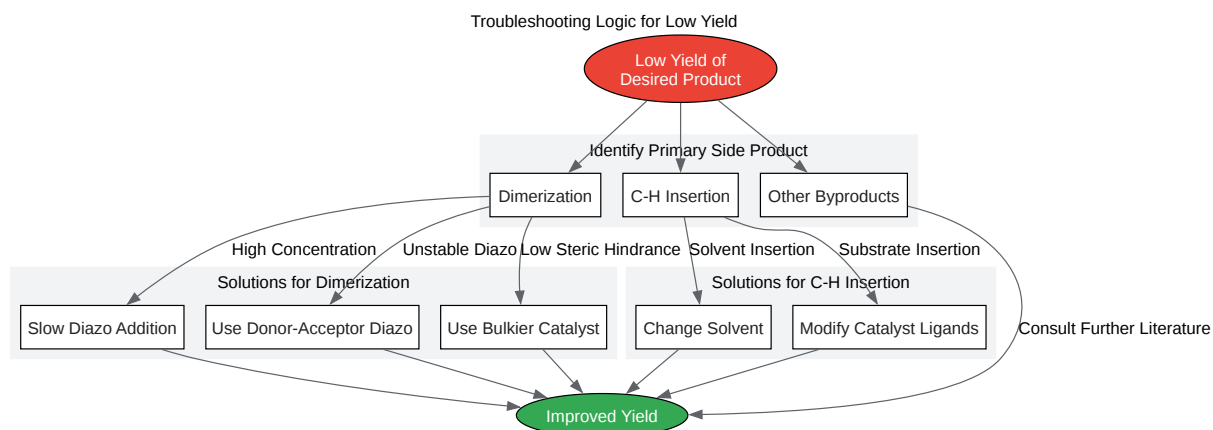 Troubleshooting Logic for Low Yield
Low Yield of
Desired Product
Identify Primary Side Product
Dimerization
C-H Insertion
Other Byproducts
High Concentration
Unstable Diazo
Low Steric Hindrance
Solvent Insertion
Substrate Insertion
Solutions for Dimerization
Solutions for C-H Insertion
Slow Diazo Addition
Use Donor-Acceptor Diazo
Use Bulkier Catalyst
Change Solvent
Modify Catalyst Ligands
Consult Further Literature
Improved Yield